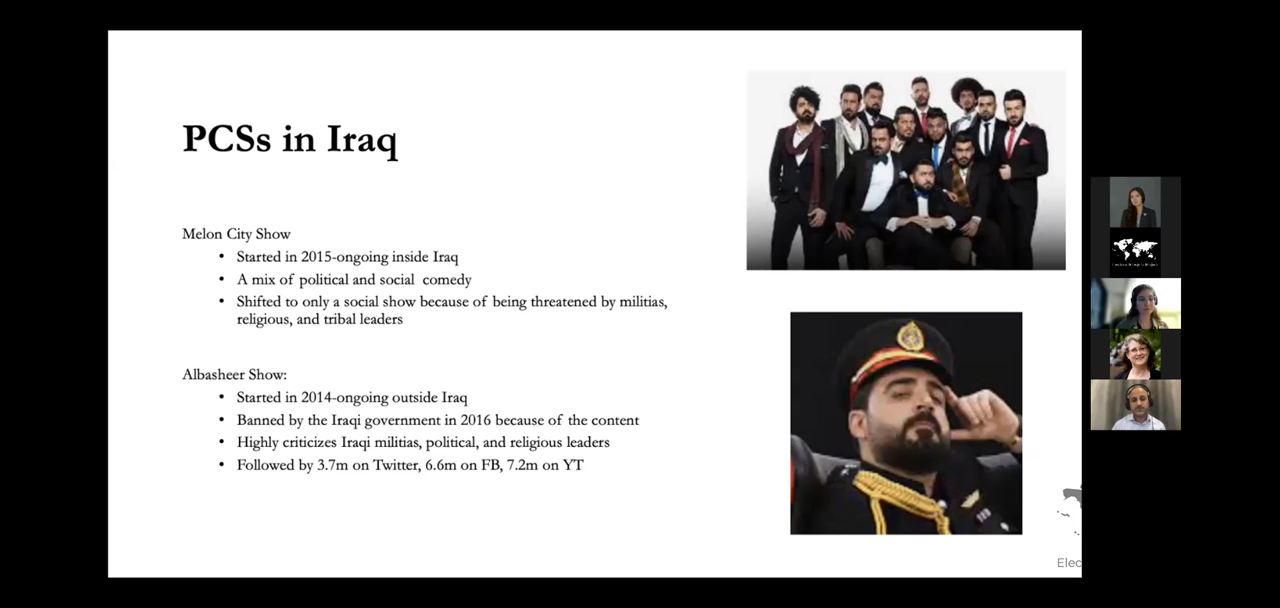 PCSs in Iraq
Melon City Show
• Started in 2015-ongoing inside Iraq
• A mix of political and social comedy
• Shifted to only a social show because of being threatened by militias,
religious, and tribal leaders
Albasheer Show:
• Started in 2014-ongoing outside Iraq
• Banned by the Iraqi government in 2016 because of the content
• Highly criticizes Iraqi militias, political, and religious leaders
• Followed by 3.7m on Twitter, 6.6m on FB, 7.2m on YT
Elec